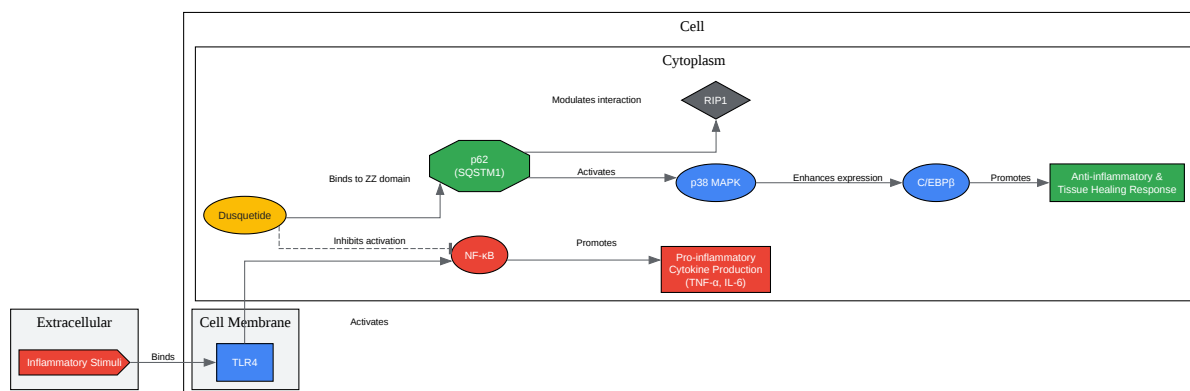 Cell
Cytoplasm
Modulates interaction
RIP1
p62
(SQSTM1)
Binds to ZZ domain
Activates
p38 MAPK
Enhances expression
C/EBPβ
Promotes
Anti-inflammatory &
Tissue Healing Response
Dusquetide
Inhibits activation
NF-κB
Promotes
Pro-inflammatory
Cytokine Production
(TNF-α, IL-6)
Extracellular
Cell Membrane
Activates
Inflammatory Stimuli
Binds
TLR4